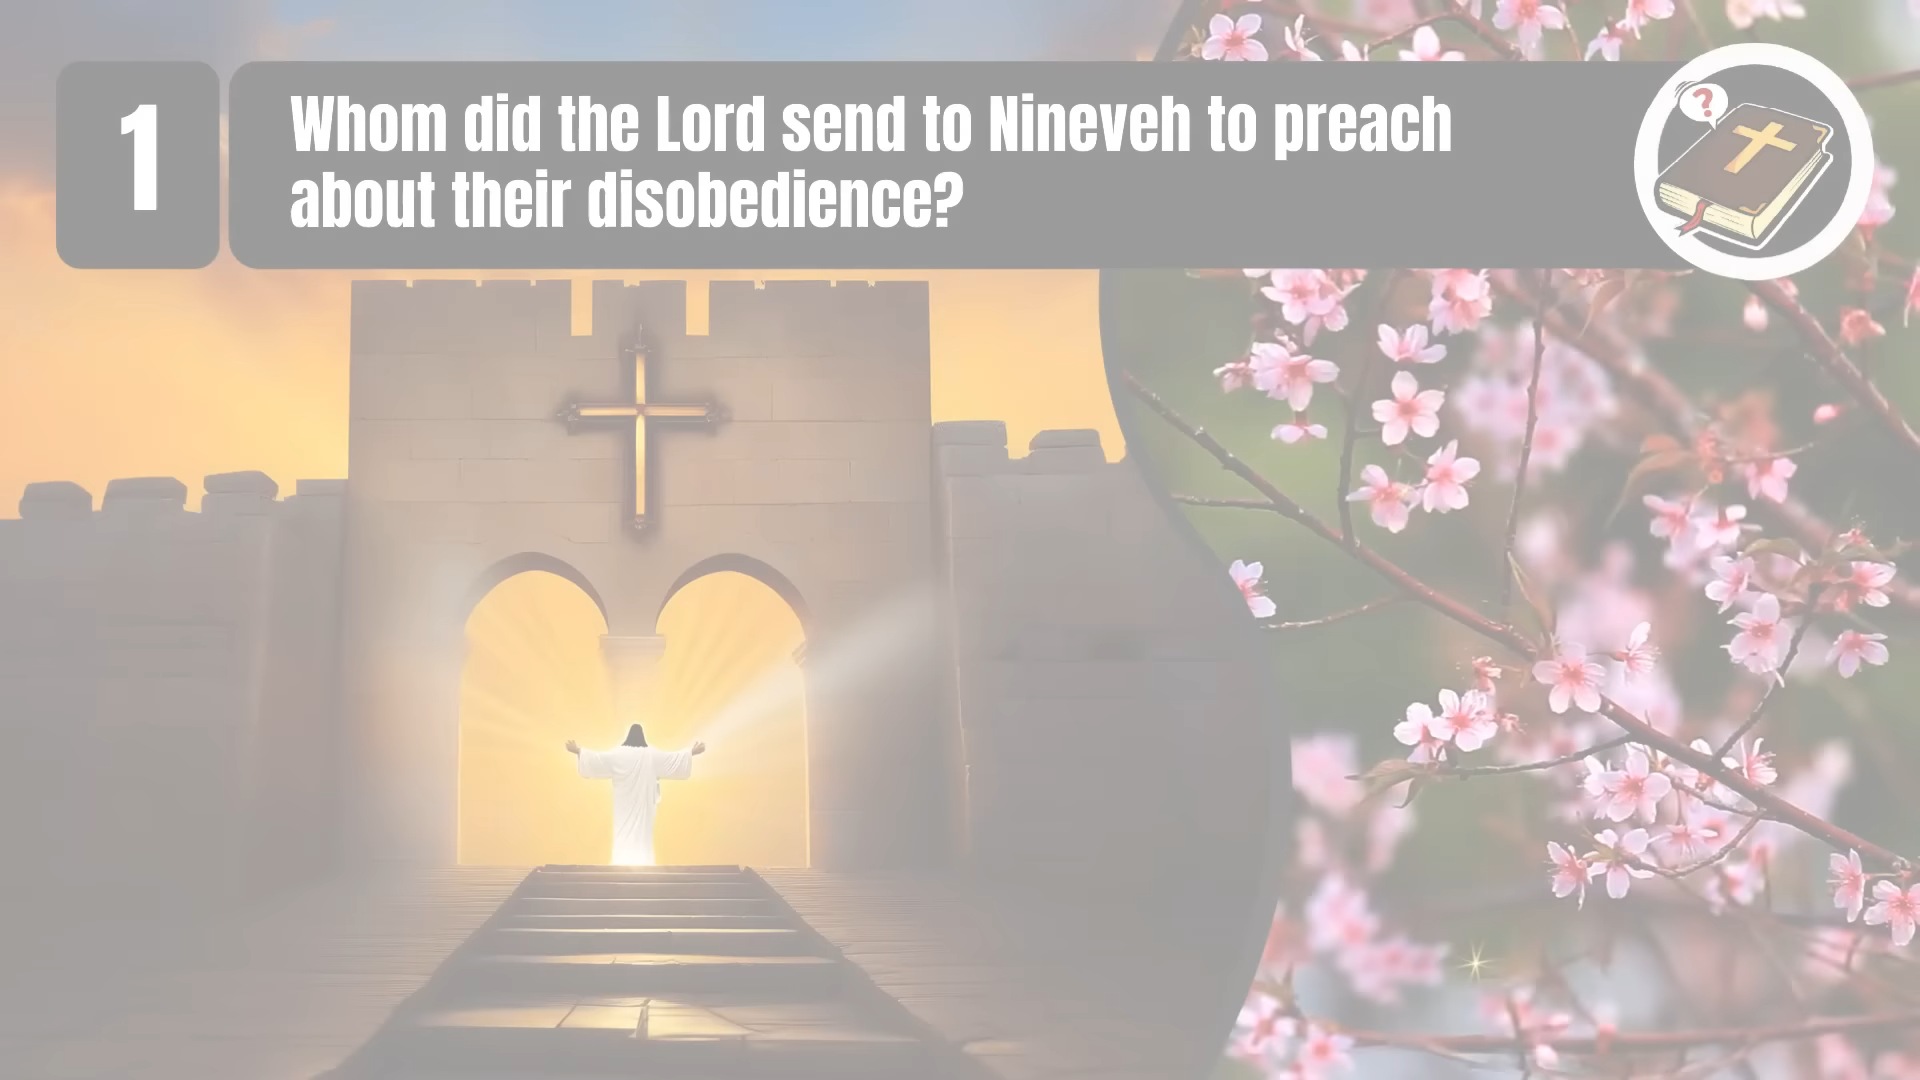 1
Whom did the Lord send to Nineveh to preach
about their disobedience?
?